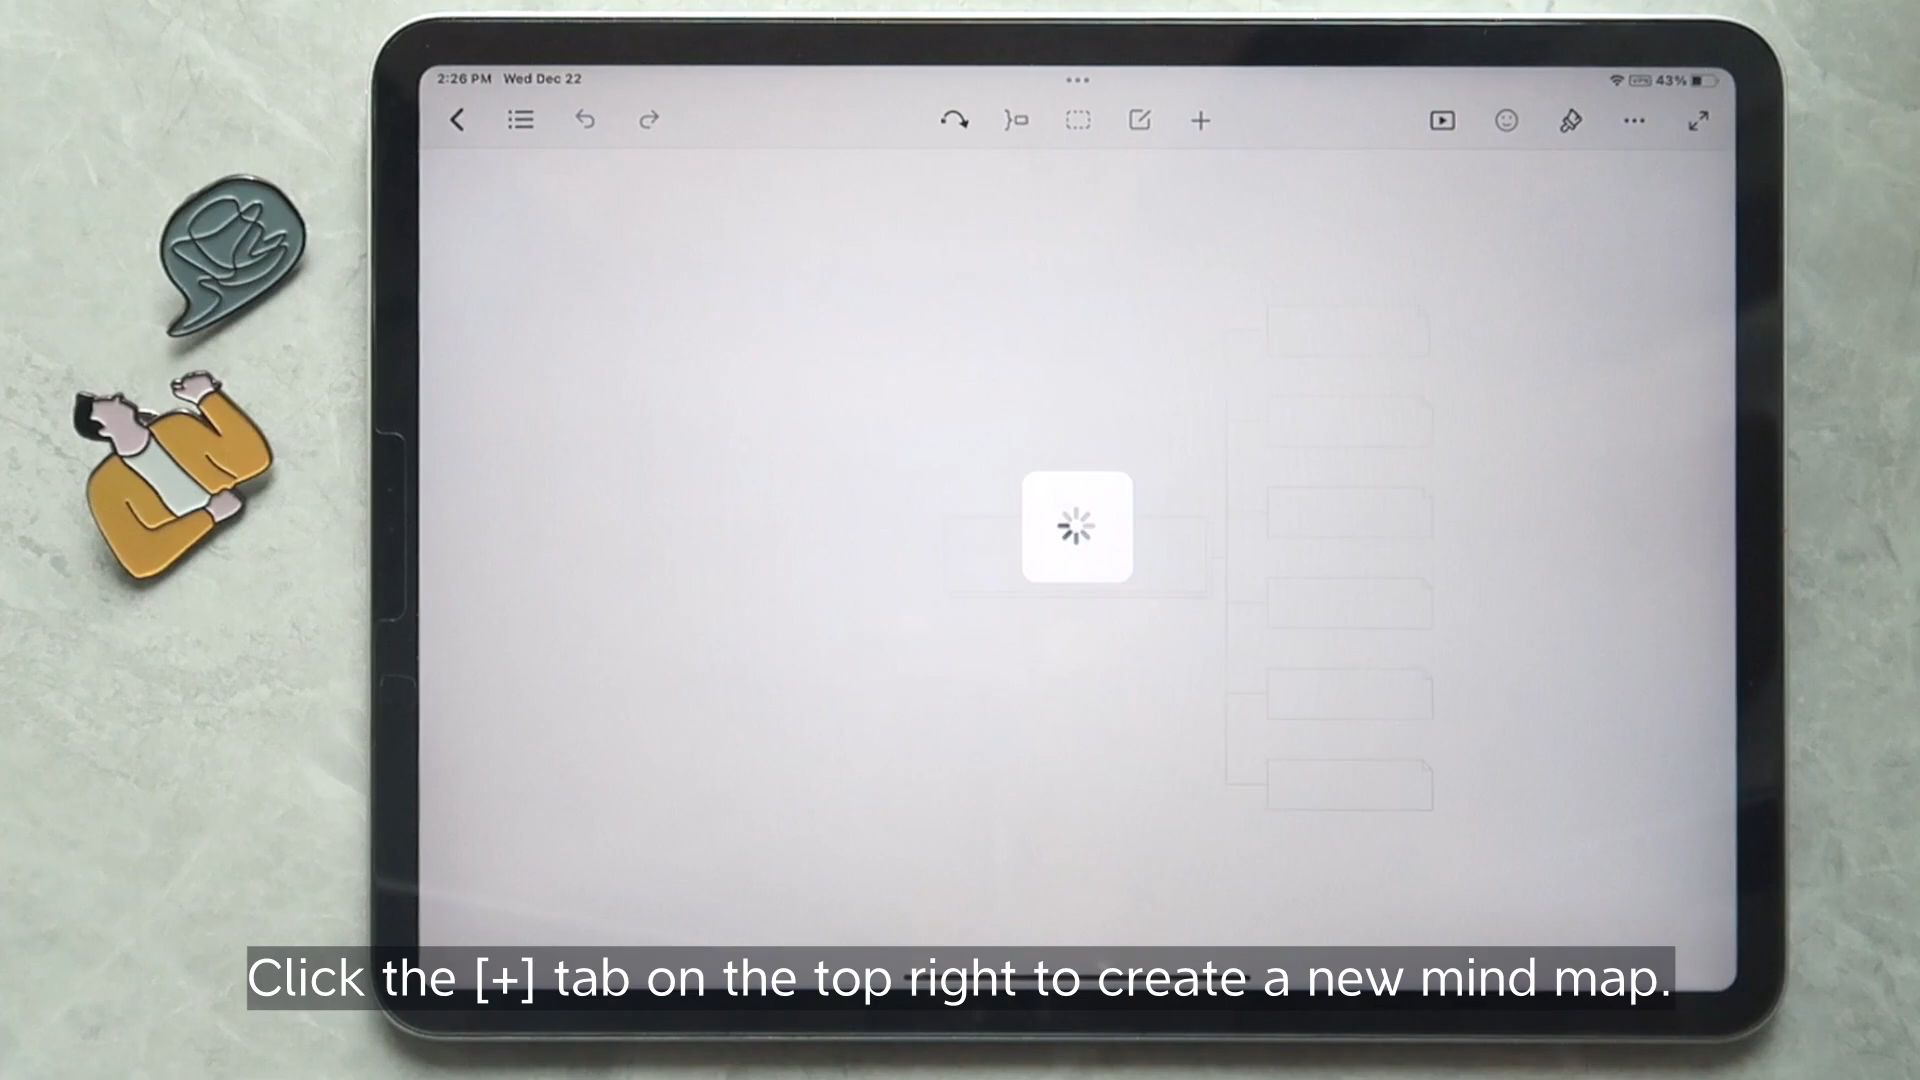 2:26 PM Wed Dec 22
VPN 43%
Click the [+] tab on the top right to create a new mind map.